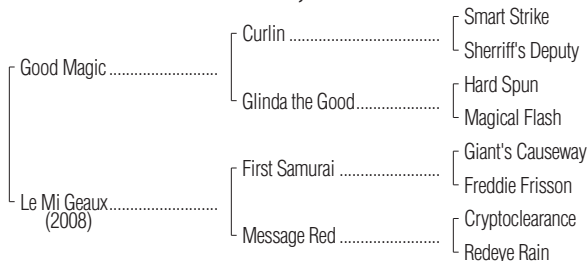 Smart Strike
Curlin ..............................
Sherriff's Deputy
Good Magic ........................
Hard Spun
Glinda the Good..................
Magical Flash
Giant's Causeway
First Samurai ......................
Freddie Frisson
Le Mi Geaux........................
(2008)
Cryptoclearance
Message Red .....................
Redeye Rain